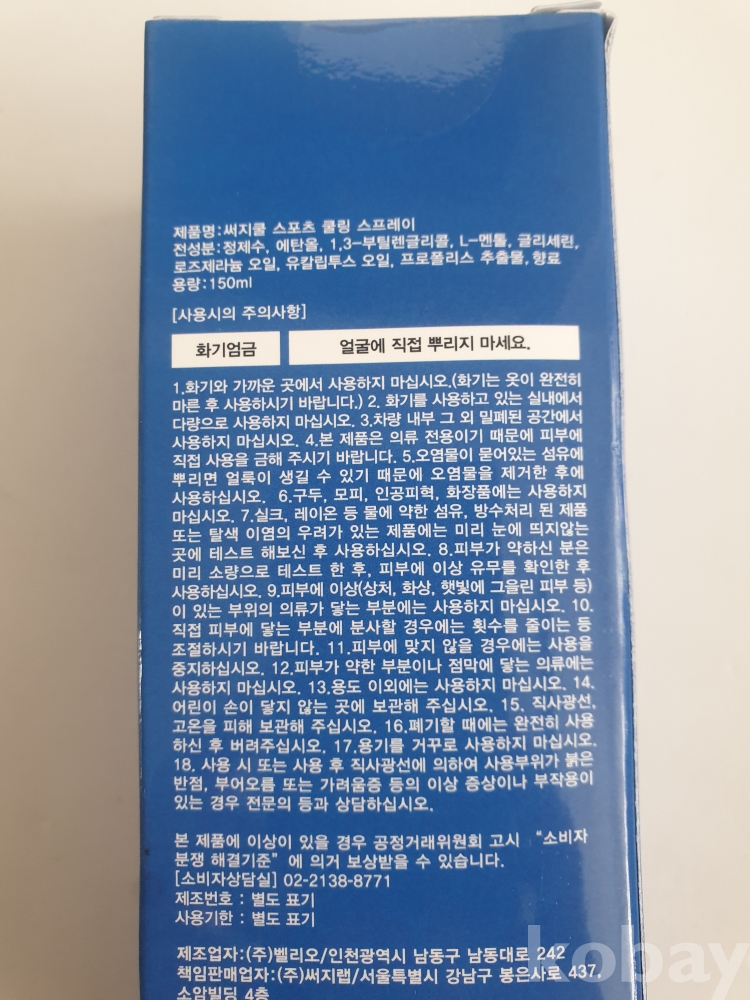 제품명:써지쿨 스포츠 쿨링 스프레이
전성분:정제수, 에탄올, 1,3-부틸렌글리콜, L-멘톨, 글리세린,
로즈제라늄 오일, 유칼립투스 오일, 프로폴리스 추출물, 향료
용량:150ml
[사용시의 주의사항]
화기엄금
얼굴에 직접 뿌리지 마세요.
1.화기와 가까운 곳에서 사용하지 마십시오.(화기는 옷이 완전히
마른 후 사용하시기 바랍니다.) 2. 화기를 사용하고 있는 실내에서
다량으로 사용하지 마십시오. 3.차량 내부 그 외 밀폐된 공간에서
사용하지 마십시오. 4.본 제품은 의류 전용이기 때문에 피부에
직접 사용을 금해 주시기 바랍니다. 5.오염물이 묻어있는 섬유에
뿌리면 얼룩이 생길 수 있기 때문에 오염물을 제거한 후에
사용하십시오. 6.구두, 모피, 인공피혁, 화장품에는 사용하지
마십시오. 7.실크, 레이온 등 물에 약한 섬유, 방수처리 된 제품
또는 탈색 이염의 우려가 있는 제품에는 미리 눈에 띄지않는
곳에 테스트 해보신 후 사용하십시오. 8.피부가 약하신 분은
미리 소량으로 테스트 한 후, 피부에 이상 유무를 확인한 후
사용하십시오. 9.피부에 이상(상처, 화상, 햇빛에 그을린 피부 등)
이 있는 부위의 의류가 닿는 부분에는 사용하지 마십시오. 10.
직접 피부에 닿는 부분에 분사할 경우에는 횟수를 줄이는 등
조절하시기 바랍니다. 11.피부에 맞지 않을 경우에는 사용을
중지하십시오. 12.피부가 약한 부분이나 점막에 닿는 의류에는
사용하지 마십시오. 13.용도 이외에는 사용하지 마십시오. 14.
어린이 손이 닿지 않는 곳에 보관해 주십시오. 15. 직사광선,
고온을 피해 보관해 주십시오. 16.폐기할 때에는 완전히 사용
하신 후 버려주십시오. 17.용기를 거꾸로 사용하지 마십시오.
18. 사용 시 또는 사용 후 직사광선에 의하여 사용부위가 붉은
반점, 부어오름 또는 가려움증 등의 이상 증상이나 부작용이
있는 경우 전문의 등과 상담하십시오.
본 제품에 이상이 있을 경우 공정거래위원회 고시 “소비자
분쟁 해결기준” 에 의거 보상받을 수 있습니다.
[소비자상담실] 02-2138-8771
제조번호 : 별도 표기
사용기한 : 별도 표기
제조업자:(주)벨리오/인천광역시 남동구 남동대로 242
책임판매업자:(주)써지랩/서울특별시 강남구 봉은사로 437,
소암빌딩 4층
kobay